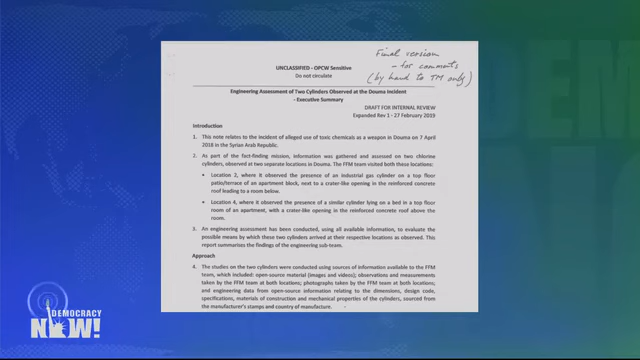 Final version
- for comments
(by hand to TM only)
UNCLASSIFIED - OPCW Sensitive
Do not circulate
Engineering Assessment of Two Cylinders Observed at the Douma Incident
- Executive Summary
DRAFT FOR INTERNAL REVIEW
Expanded Rev 1 - 27 February 2019
Introduction
1. This note relates to the incident of alleged use of toxic chemicals as a weapon in Douma on 7 April
2018 in the Syrian Arab Republic.
2. As part of the fact-finding mission, information was gathered and assessed on two chlorine
cylinders, observed at two separate locations in Douma. The FFM team visited both these locations:
• Location 2, where it observed the presence of an industrial gas cylinder on a top floor
patio/terrace of an apartment block, next to a crater-like opening in the reinforced concrete
roof leading to a room below.
• Location 4, where it observed the presence of a similar cylinder lying on a bed in a top floor
room of an apartment, with a crater-like opening in the reinforced concrete roof above the
room.
3. An engineering assessment has been conducted, using all available information, to evaluate the
possible means by which these two cylinders arrived at their respective locations as observed. This
report summarises the findings of the engineering sub-team.
Approach
4. The studies on the two cylinders were conducted using sources of information available to the FFM
team, which included: open-source material (images and videos); observations and measurements
taken by the FFM team at both locations; photographs taken by the FFM team at both locations;
and engineering data from open-source information relating to the dimensions, design code,
specifications, materials of construction and mechanical properties of the cylinders, sourced from
the manufacturer's stamps and country of manufacture.
DEMOCRACY
NOW!